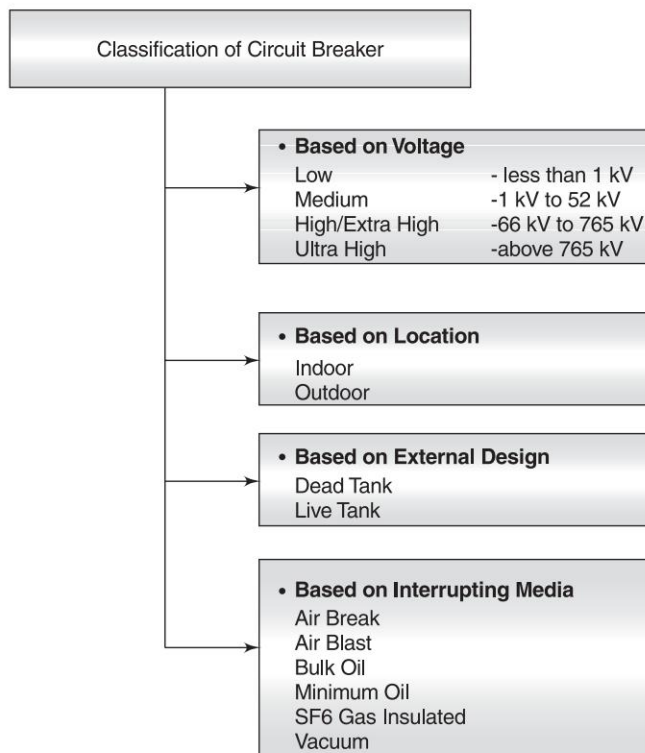 Classification of Circuit Breaker
• Based on Voltage
Low - less than 1 kV
Medium -1 kV to 52 kV
High/Extra High -66 kV to 765 kV
Ultra High -above 765 kV
• Based on Location
Indoor
Outdoor
• Based on External Design
Dead Tank
Live Tank
• Based on Interrupting Media
Air Break
Air Blast
Bulk Oil
Minimum Oil
SF6 Gas Insulated
Vacuum